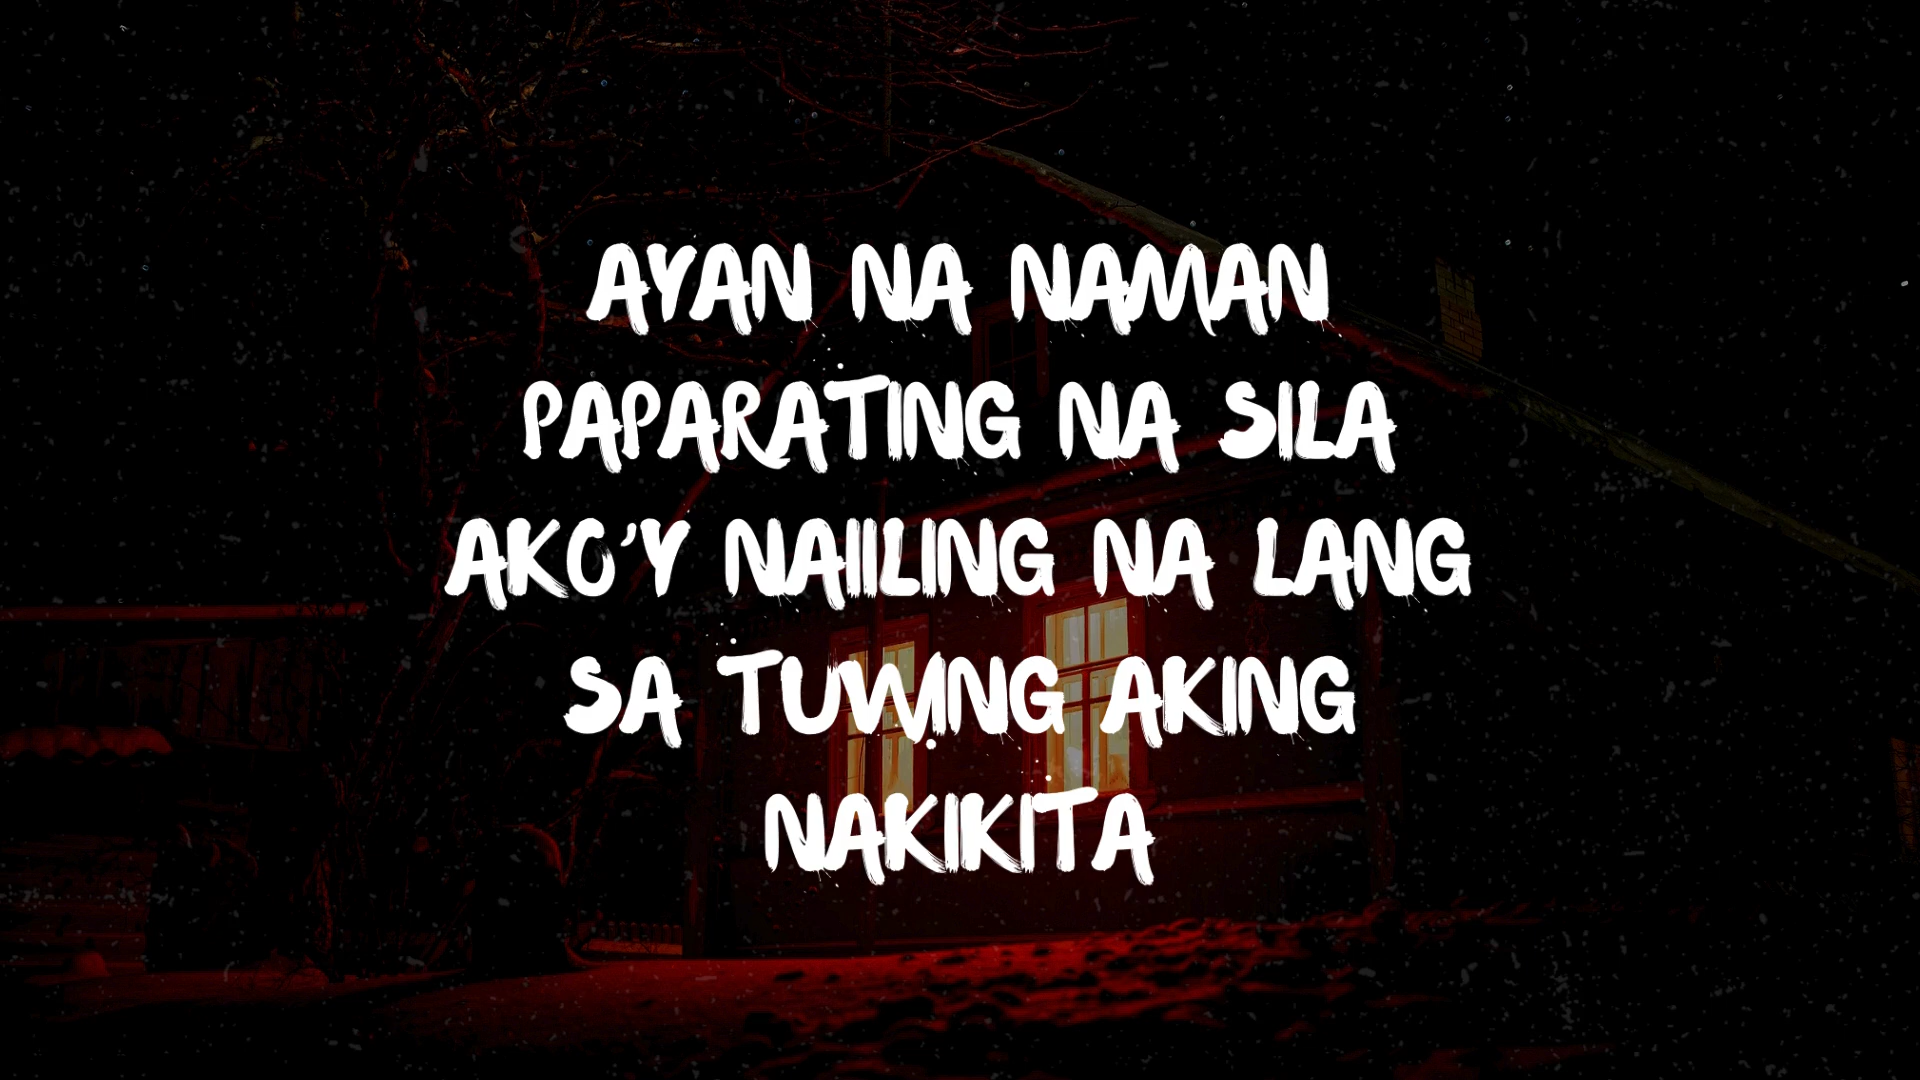 AYAN NA NAMAN
PAPARATING NA SILA
AKO'Y NAIILING NA LANG
SA TUWING AKING
NAKIKITA